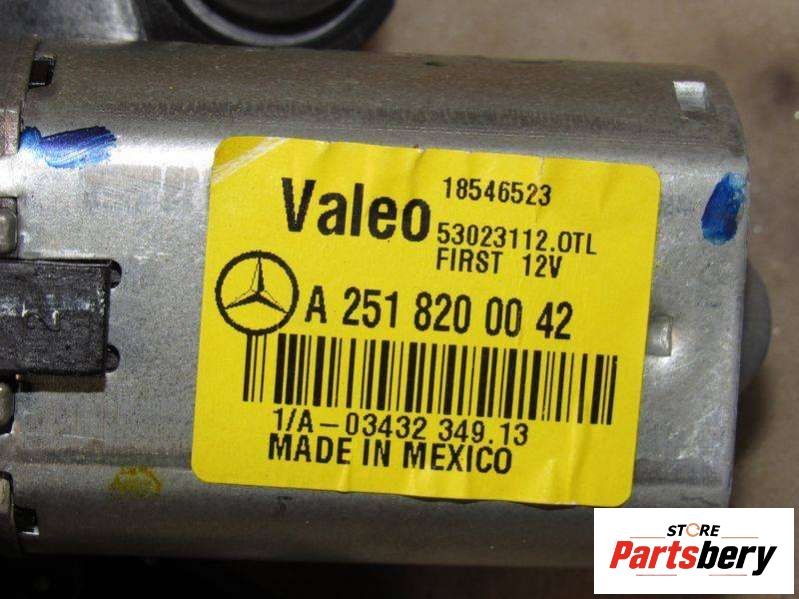 Valeo 18546523
53023112.OTL
FIRST 12V
A 251 820 00 42
1/A-03432 349.13
MADE IN MEXICO
STORE
Partsbery